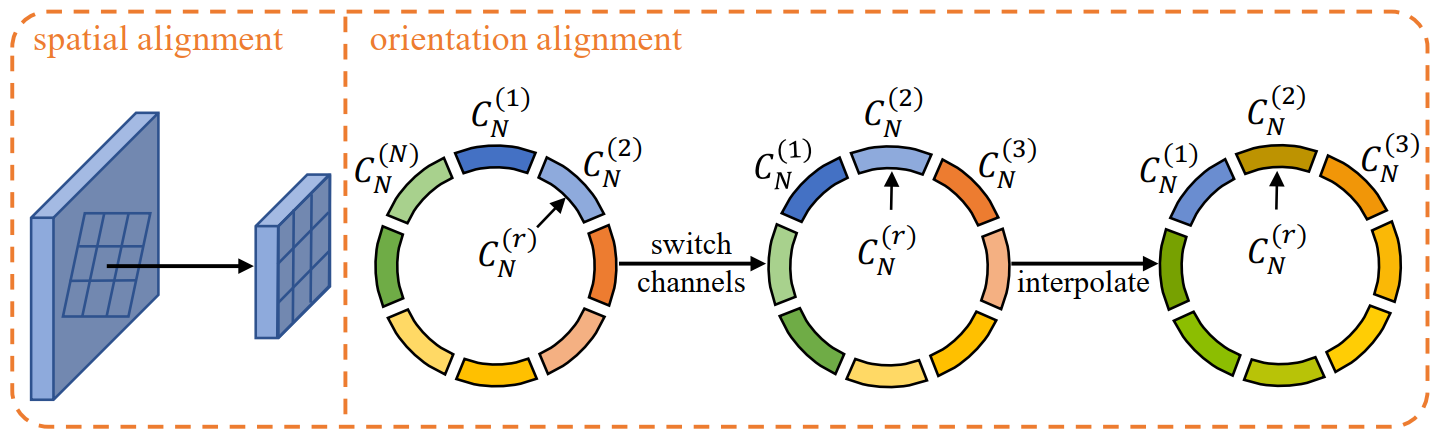 spatial alignment
orientation alignment
C_N^{(N)}
C_N^{(1)}
C_N^{(2)}
C_N^{(r)}
switch
channels
C_N^{(1)}
C_N^{(2)}
C_N^{(3)}
C_N^{(r)}
interpolate
C_N^{(1)}
C_N^{(2)}
C_N^{(3)}
C_N^{(r)}